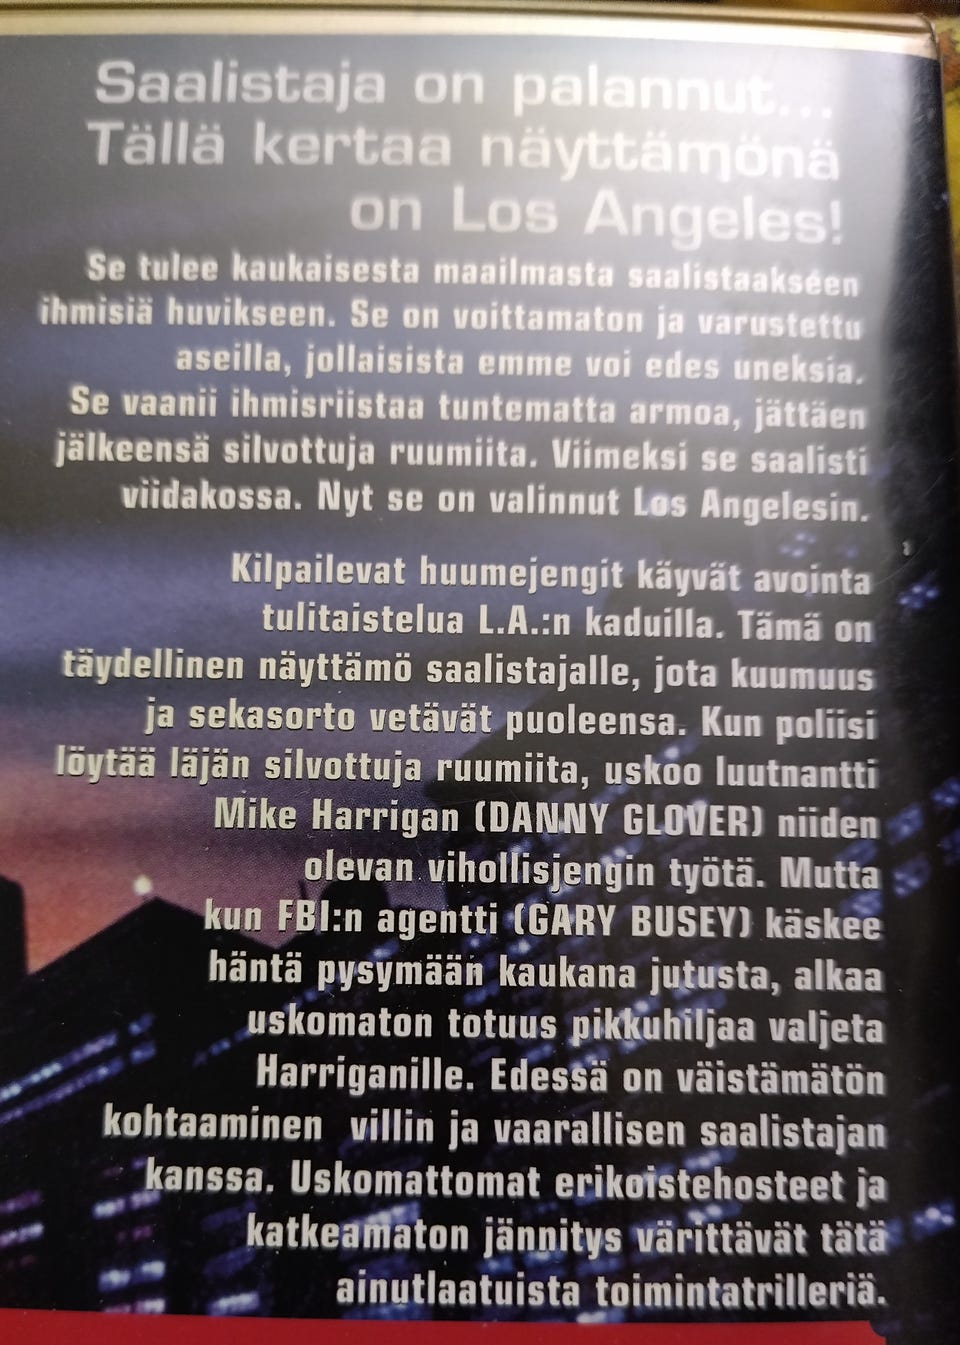 Saalistaja on palannut...
Tällä kertaa näyttämönä
on Los Angeles!
Se tulee kaukaisesta maailmasta saalistaakseen
ihmisiä huvikseen. Se on voittamaton ja varustettu
aseilla, jollaisista emme voi edes uneksia.
Se vaanii ihmisriistaa tuntematta armoa, jättäen
jälkeensä silvottuja ruumiita. Viimeksi se saalisti
viidakossa. Nyt se on valinnut Los Angelesin.
Kilpailevat huumejengit käyvät avointa
tulitaistelua L.A.:n kaduilla. Tämä on
täydellinen näyttämö saalistajalle, jota kuumuus
ja sekasorto vetävät puoleensa. Kun poliisi
löytää läjän silvottuja ruumiita, uskoo luutnantti
Mike Harrigan (DANNY GLOVER) niiden
olevan vihollisjengin työtä. Mutta
kun FBI:n agentti (GARY BUSEY) käskee
häntä pysymään kaukana jutusta, alkaa
uskomaton totuus pikkuhiljaa valjeta
Harriganille. Edessä on väistämätön
kohtaaminen villin ja vaarallisen saalistajan
kanssa. Uskomattomat erikoistehosteet ja
katkeamaton jännitys värittävät tätä
ainutlaatuista toimintatrilleriä.